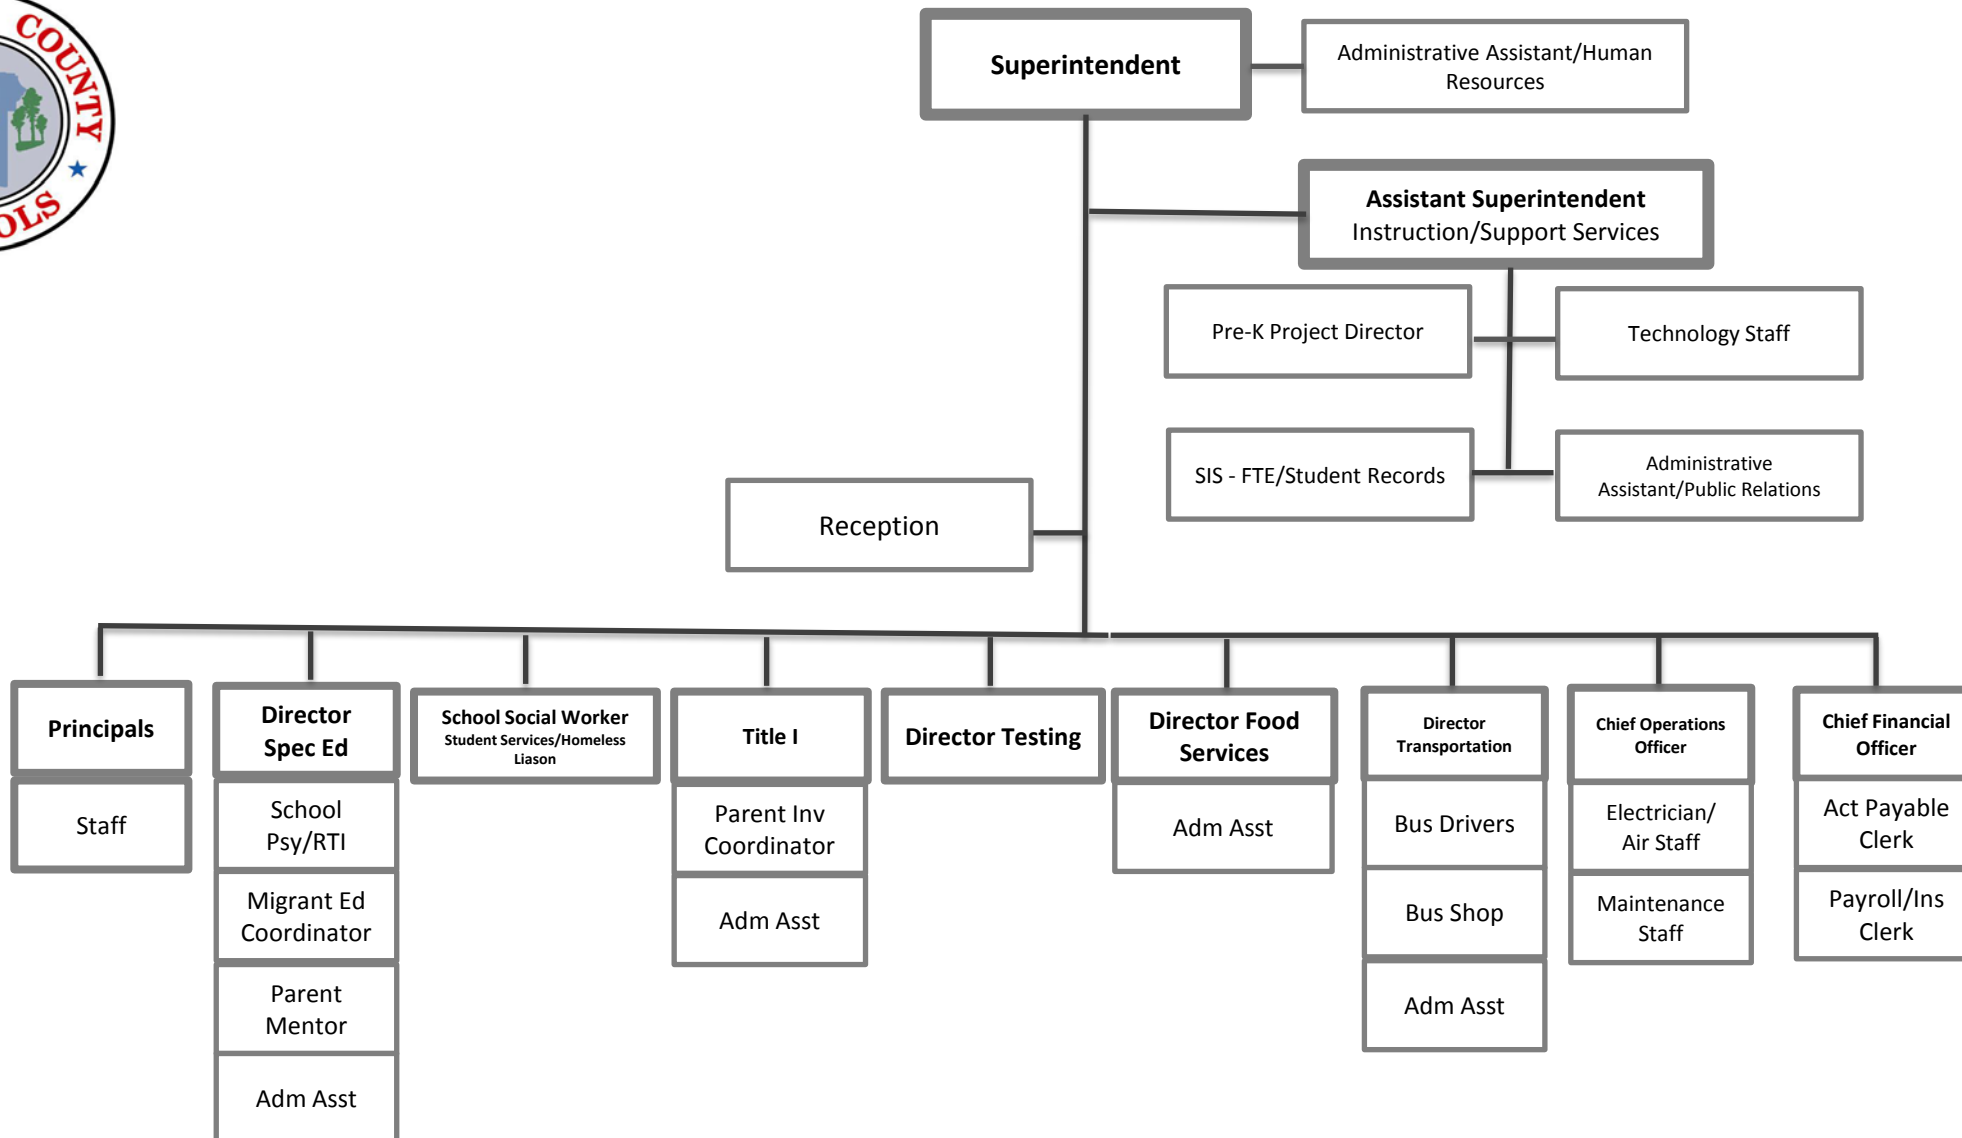 COUNTY
Superintendent
Administrative Assistant/Human
Resources
Assistant Superintendent
Instruction/Support Services
Pre-K Project Director
Technology Staff
SIS - FTE/Student Records
Administrative
Assistant/Public Relations
Reception
Principals
Staff
Director
Spec Ed
School
Psy/RTI
Migrant Ed
Coordinator
Parent
Mentor
Adm Asst
School Social Worker
Student Services/Homeless
Liason
Title I
Parent Inv
Coordinator
Adm Asst
Director Testing
Director Food
Services
Adm Asst
Director
Transportation
Bus Drivers
Bus Shop
Adm Asst
Chief Operations
Officer
Electrician/
Air Staff
Maintenance
Staff
Chief Financial
Officer
Act Payable
Clerk
Payroll/Ins
Clerk